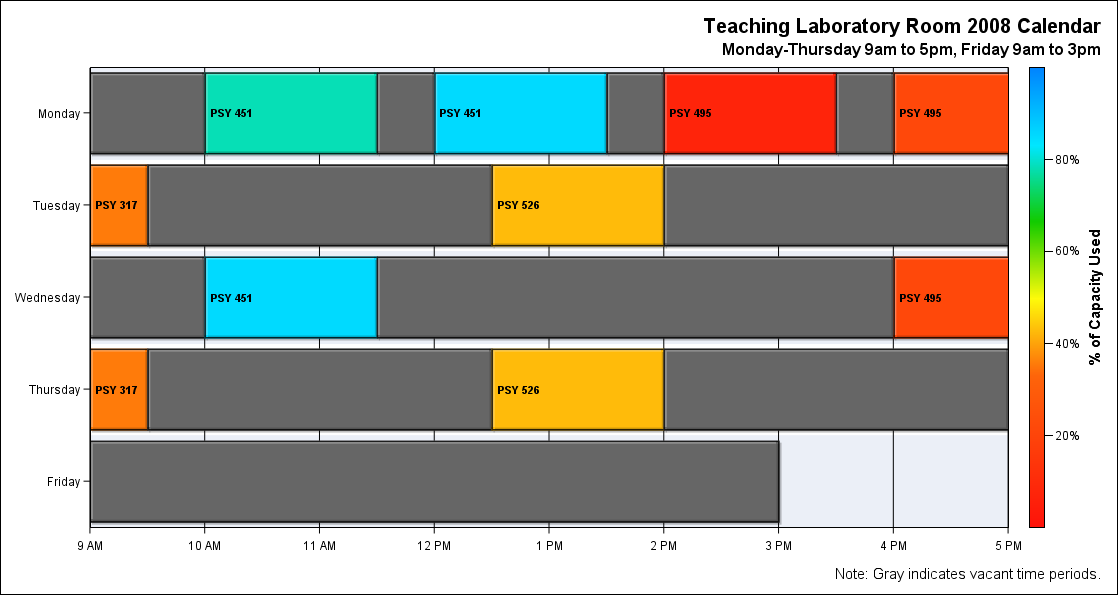 Teaching Laboratory Room 2008 Calendar
Monday-Thursday 9am to 5pm, Friday 9am to 3pm
Monday
PSY 451
PSY 451
PSY 495
PSY 495
Tuesday
PSY 317
PSY 526
Wednesday
PSY 451
PSY 495
Thursday
PSY 317
PSY 526
Friday
9 AM 10 AM 11 AM 12 PM 1 PM 2 PM 3 PM 4 PM 5 PM
80%
60%
40%
20%
% of Capacity Used
Note: Gray indicates vacant time periods.